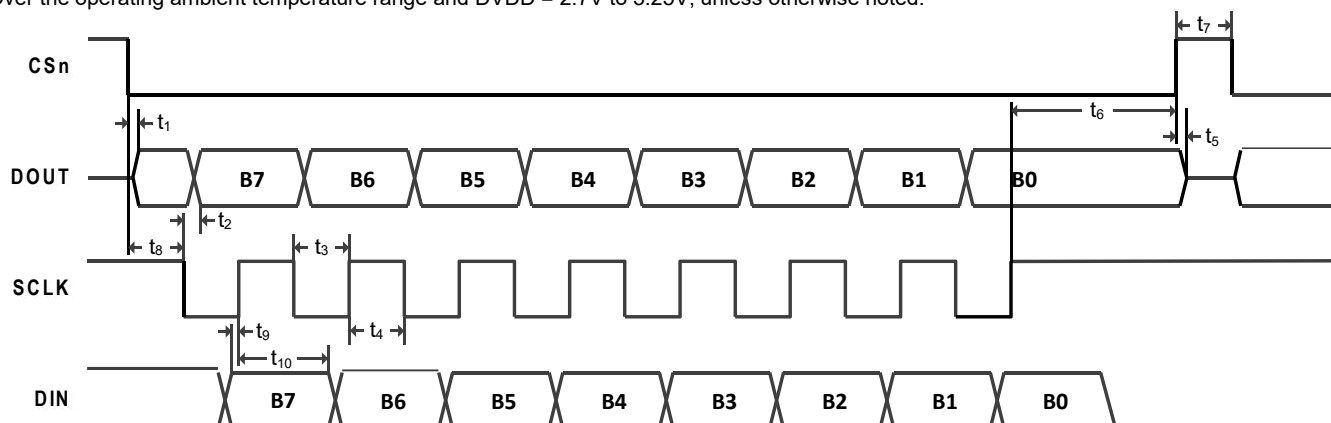 over the operating ambient temperature range and DVDD = 2.7V to 5.25V, unless otherwise noted.
t7
CSn
t6
t1
t5
DOUT B7 B6 B5 B4 B3 B2 B1 B0
t2
t8 t3
SCLK
t9 t4
t10
DIN B7 B6 B5 B4 B3 B2 B1 B0